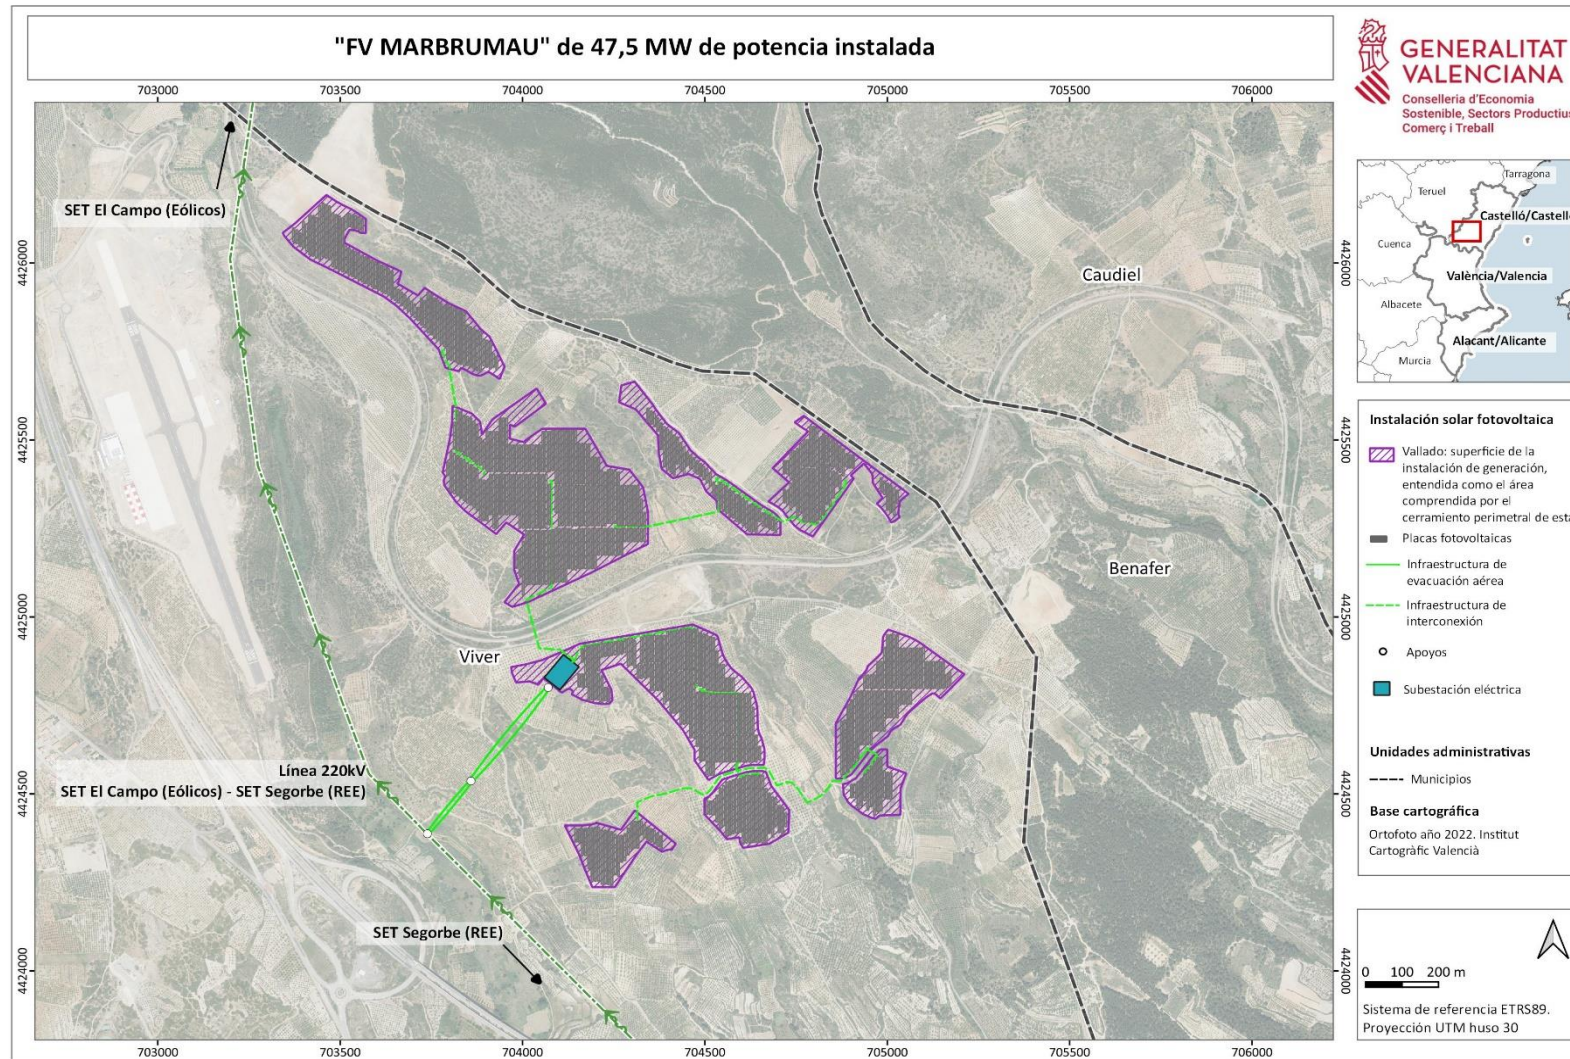 "FV MARBRUMAU" de 47,5 MW de potencia instalada
703000
703500
704000
704500
705000
705500
706000
4426000
4425500
4425000
4424500
4424000
SET El Campo (Eólicos)
Caudiel
Benafer
Viver
Línea 220kV
SET El Campo (Eólicos) - SET Segorbe (REE)
SET Segorbe (REE)
4426000
4425500
4425000
4424500
4424000
703000
703500
704000
704500
705000
705500
706000
GENERALITAT
VALENCIANA
Conselleria d'Economia
Sostenible, Sectors Productius
Comerç i Treball
Tarragona
Teruel
Castelló/Castelló
Cuenca
València/Valencia
Albacete
Alacant/Alicante
Murcia
Instalación solar fotovoltaica
Vallado: superficie de la
instalación de generación,
entendida como el área
comprendida por el
cerramiento perimetral de esta
Placas fotovoltaicas
Infraestructura de
evacuación aérea
Infraestructura de
interconexión
Apoyos
Subestación eléctrica
Unidades administrativas
Municipios
Base cartográfica
Ortofoto año 2022. Institut
Cartogràfic Valencià
0 100 200 m
Sistema de referencia ETRS89.
Proyección UTM huso 30